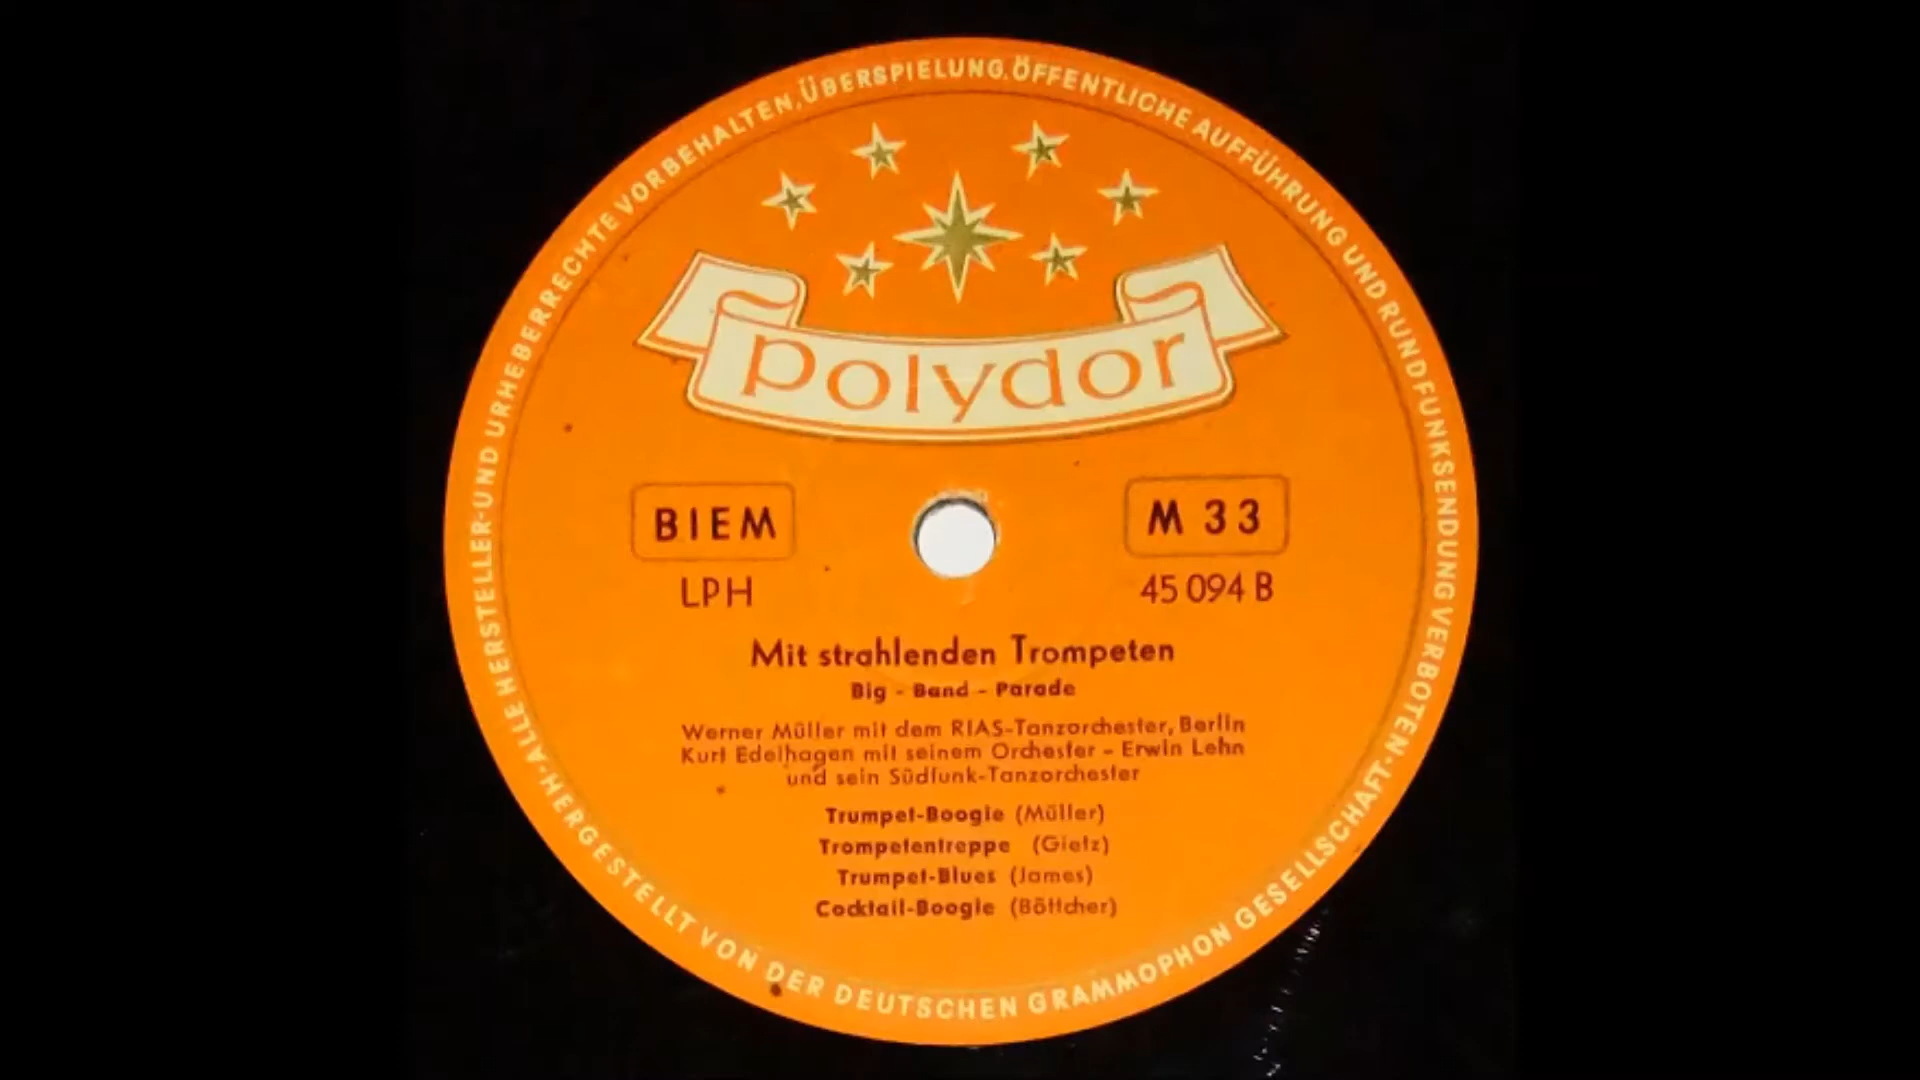 HERGESTELLT VON DER DEUTSCHEN GRAMMOPHON GESELLSCHAFT · ALLE HERSTELLER-UND URHEBERRECHTE VORBEHALTEN, ÜBERSPIELUNG, ÖFFENTLICHE AUFFÜHRUNG UND RUNDFUNKSENDUNG VERBOTEN ·
polydor
BIEM M 33
LPH 45 094 B
Mit strahlenden Trompeten
Big - Band - Parade
Werner Müller mit dem RIAS-Tanzorchester, Berlin
Kurt Edelhagen mit seinem Orchester - Erwin Lehn
und sein Südfunk-Tanzorchester
Trumpet-Boogie (Müller)
Trompetentreppe (Gietz)
Trumpet-Blues (James)
Cocktail-Boogie (Böttcher)